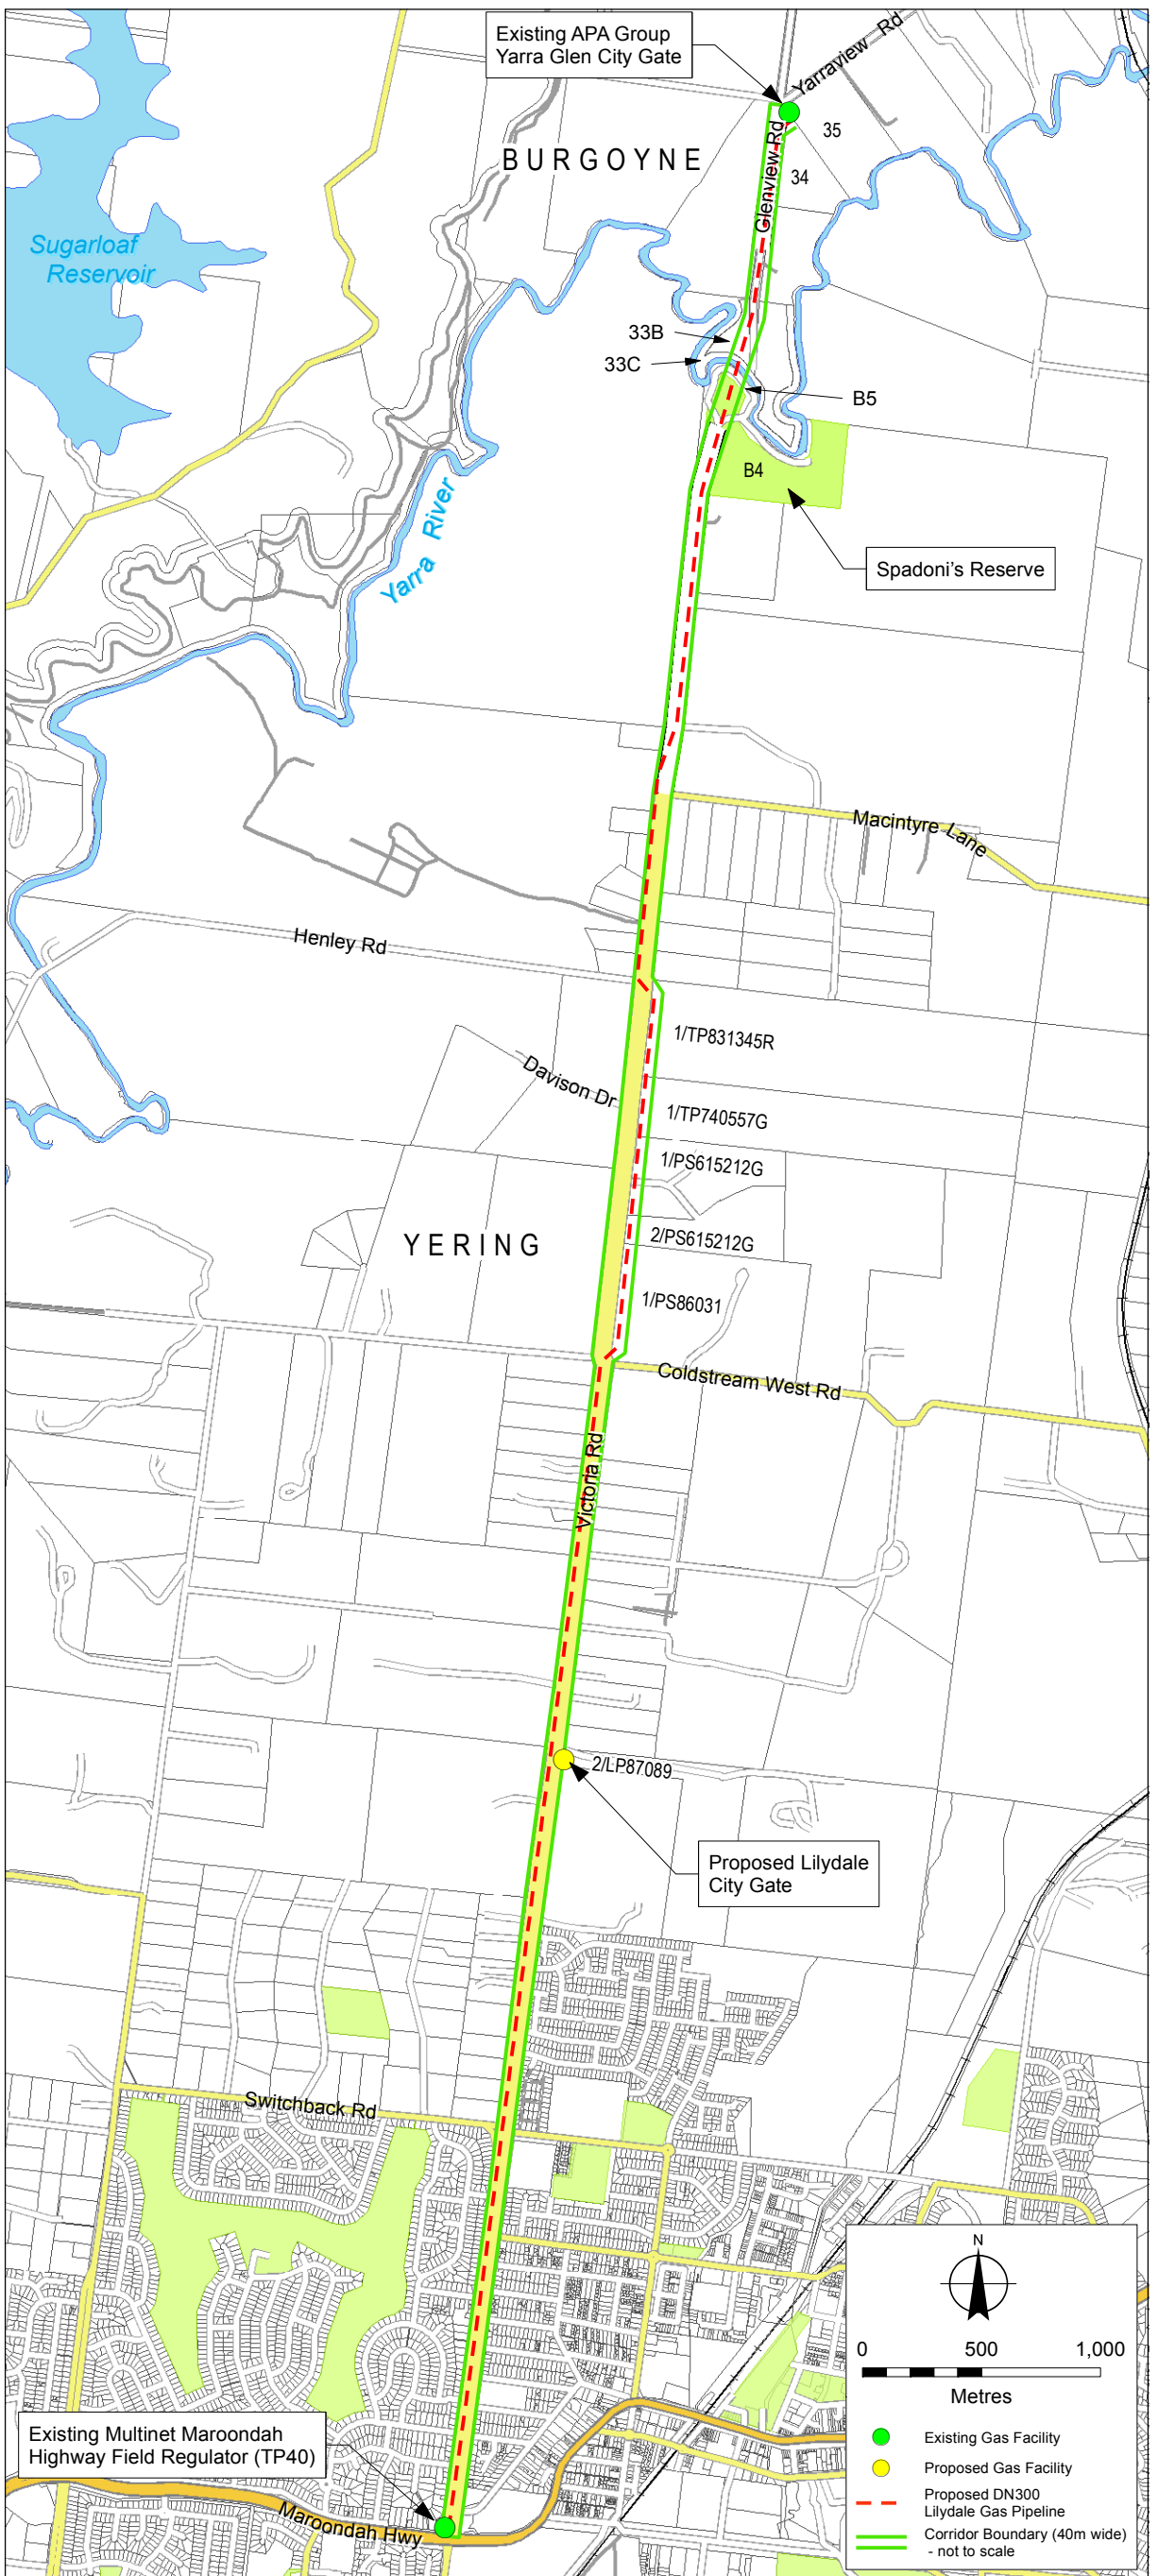 Existing APA Group
Yarra Glen City Gate
Yarraview Rd
35
BURGOYNE
Glenview Rd
34
Sugarloaf
Reservoir
33B
33C
B5
B4
Yarra River
Spadoni's Reserve
Macintyre Lane
Henley Rd
1/TP831345R
Davison Dr
1/TP740557G
1/PS615212G
YERING
2/PS615212G
1/PS86031
Coldstream West Rd
Victoria Rd
2/LP87089
Proposed Lilydale
City Gate
Switchback Rd
N
0 500 1,000
Metres
Existing Multinet Maroondah
Highway Field Regulator (TP40)
Maroondah Hwy
Existing Gas Facility
Proposed Gas Facility
Proposed DN300
Lilydale Gas Pipeline
Corridor Boundary (40m wide)
- not to scale